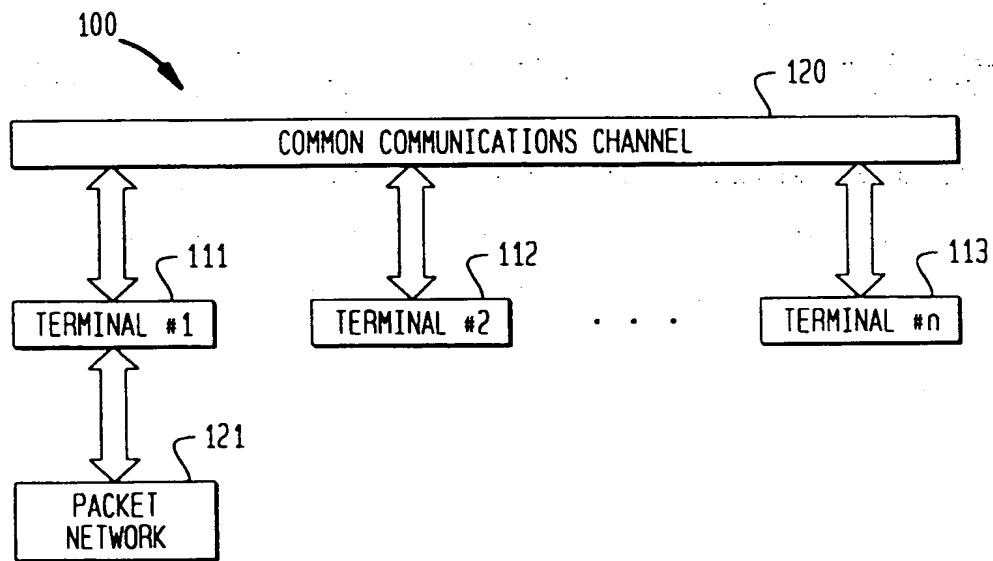 100
120
COMMON COMMUNICATIONS CHANNEL
111
112
113
TERMINAL #1
TERMINAL #2
. . . .
TERMINAL #n
121
PACKET
NETWORK